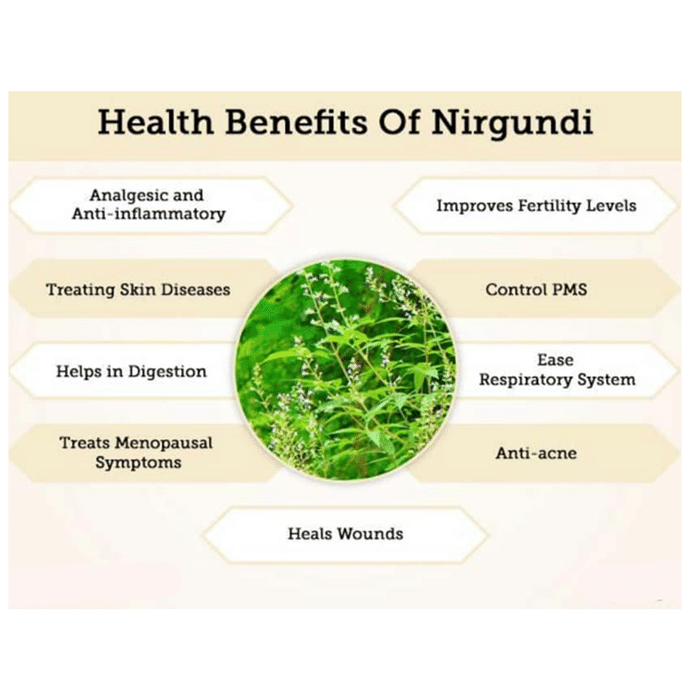 Health Benefits Of Nirgundi
Analgesic and
Anti-inflammatory
Improves Fertility Levels
Treating Skin Diseases
Control PMS
Helps in Digestion
Ease
Respiratory System
Treats Menopausal
Symptoms
Anti-acne
Heals Wounds